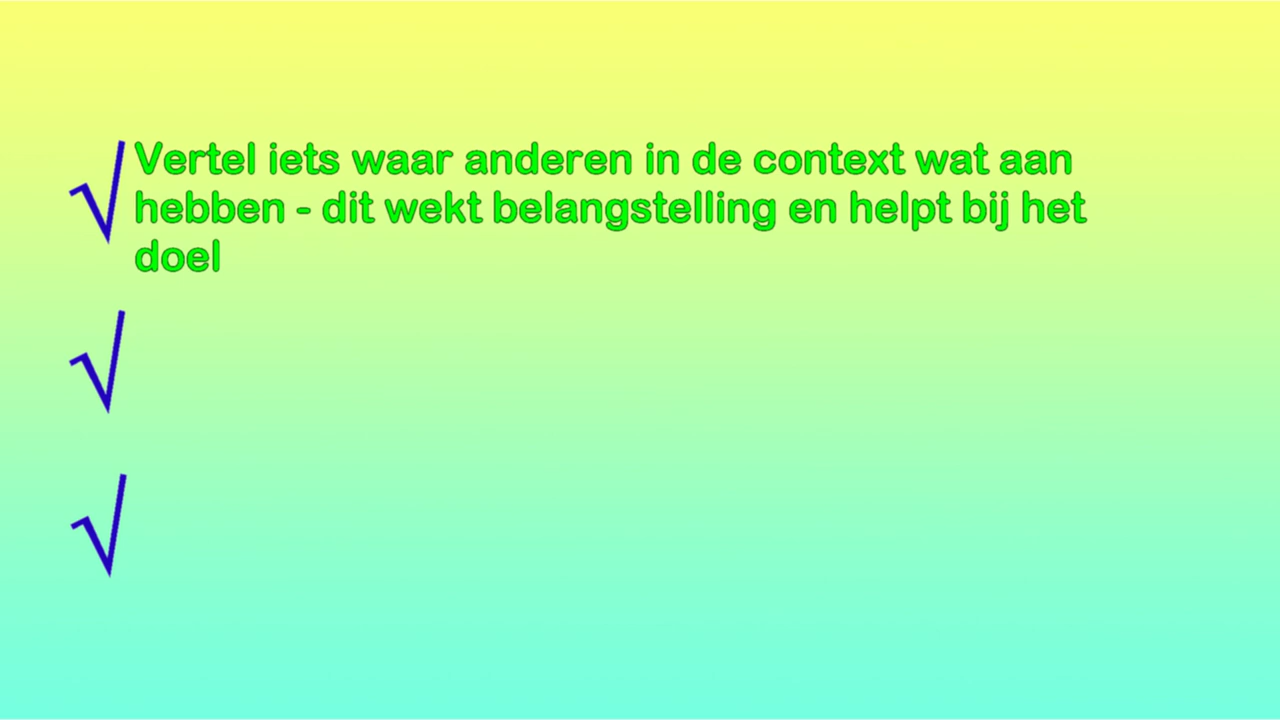 √ Vertel iets waar anderen in de context wat aan
hebben - dit wekt belangstelling en helpt bij het
doel
√
√